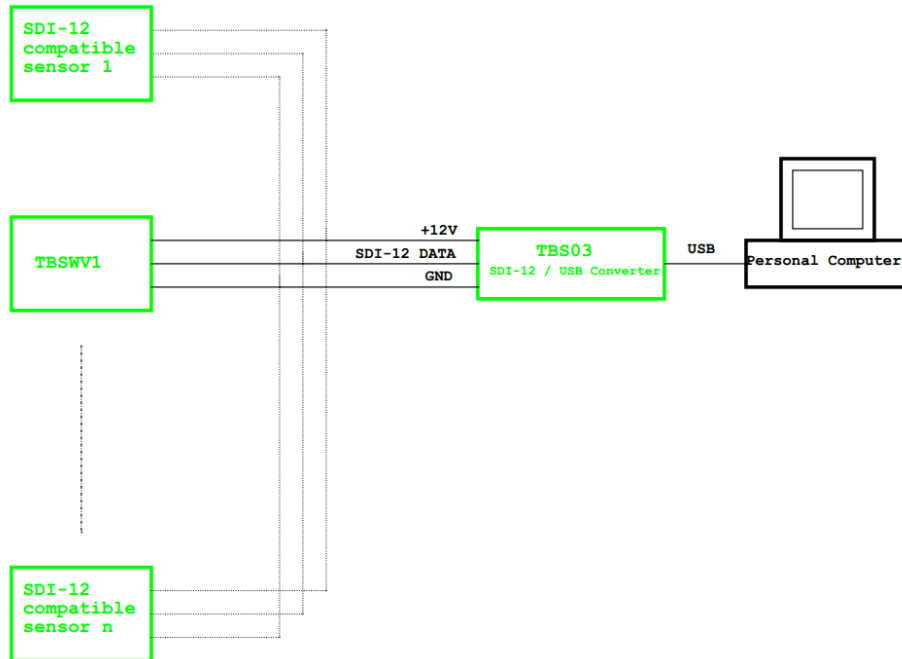 SDI-12
compatible
sensor 1
TBSWV1
+12V
SDI-12 DATA
GND
TBS03
SDI-12 / USB Converter
USB
Personal Computer
SDI-12
compatible
sensor n